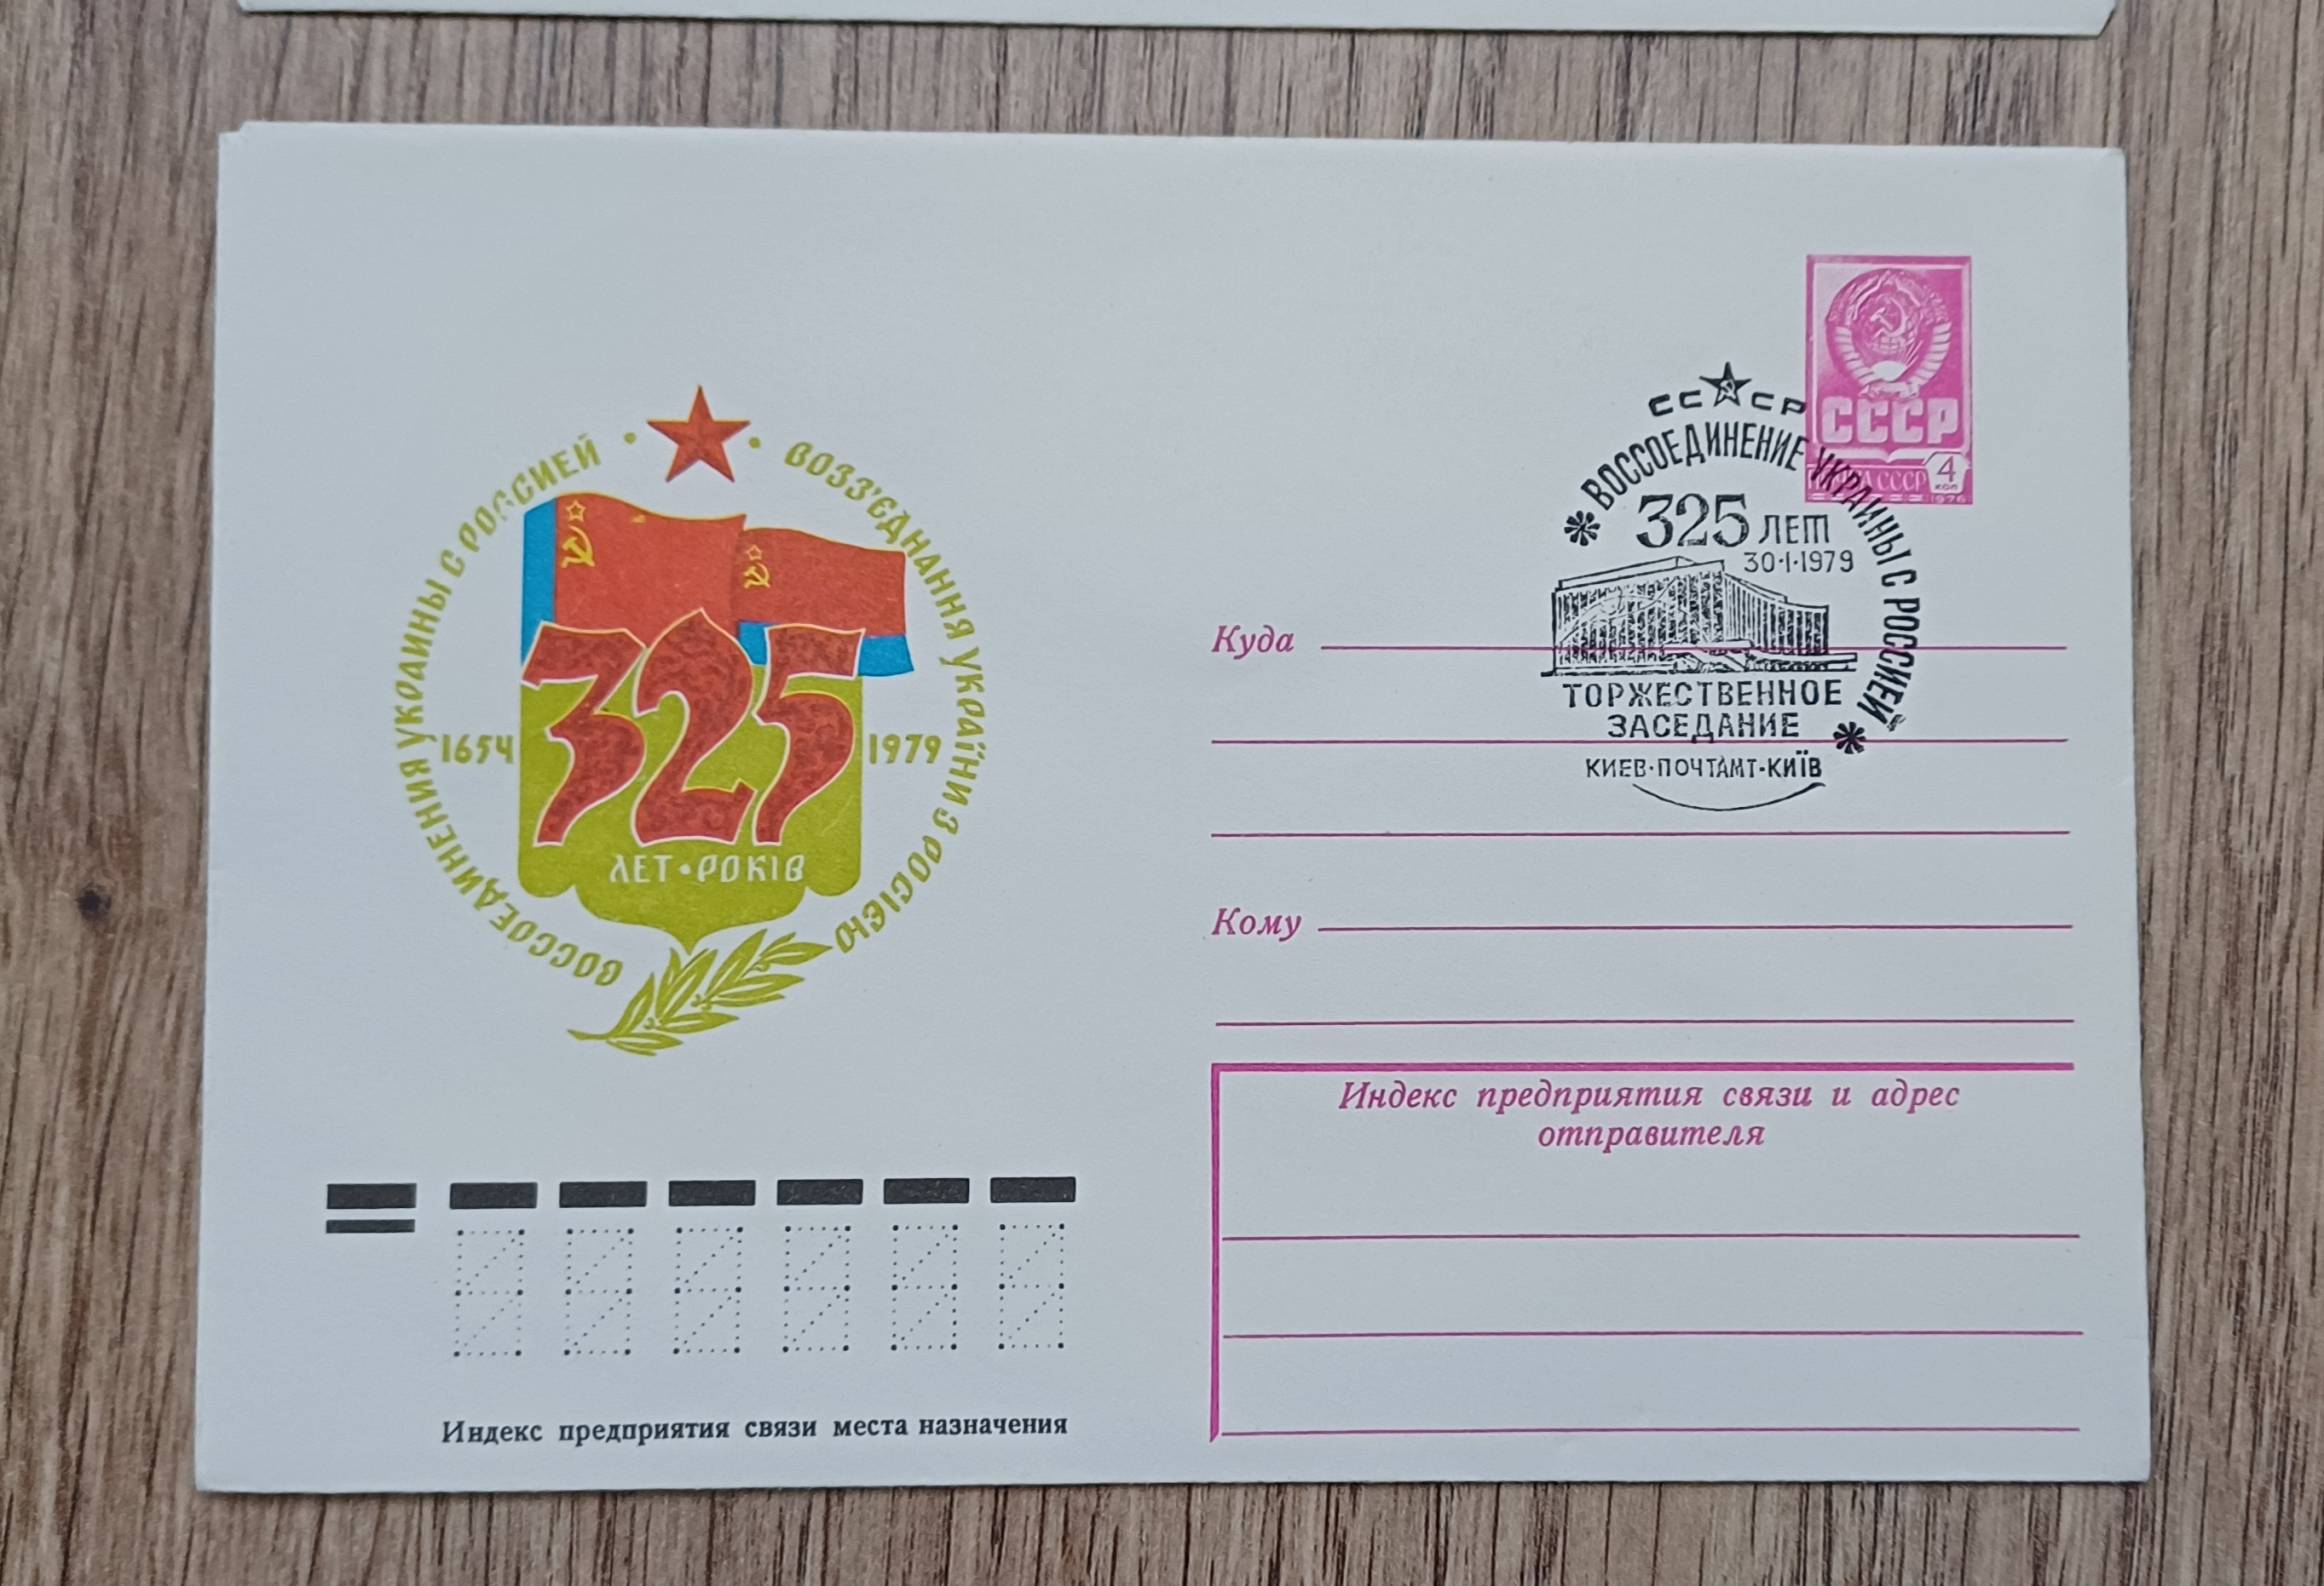 ВОССОЕДИНЕНИЯ УКРАИНЫ С РОССИЕЙ • ВОЗЗ'ЄДНАННЯ УКРАЇНИ З РОСІЄЮ
1654
325
1979
ЛЕТ • РОКІВ
СССР
ПОЧТА СССР
4
КОП
1976
СССР
ВОССОЕДИНЕНИЕ УКРАИНЫ С РОССИЕЙ
325 ЛЕТ
30•I•1979
ТОРЖЕСТВЕННОЕ
ЗАСЕДАНИЕ
КИЕВ•ПОЧТАМТ•КИЇВ
Куда
Кому
Индекс предприятия связи и адрес
отправителя
Индекс предприятия связи места назначения